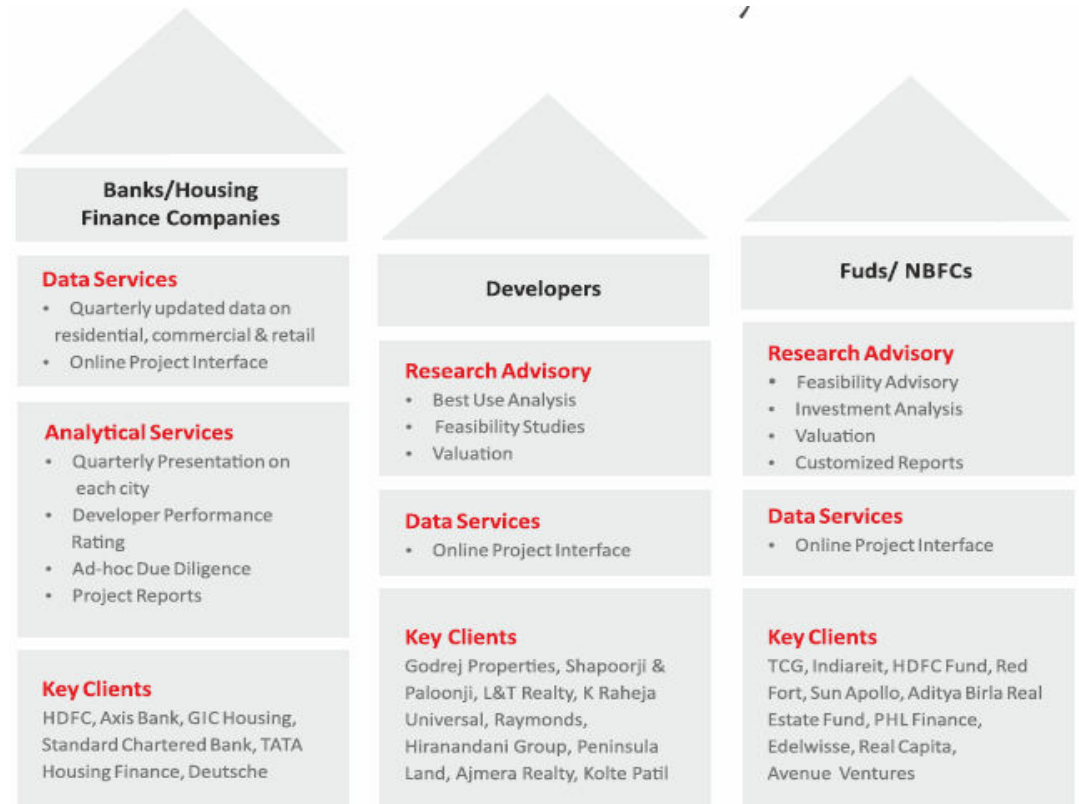 Banks/Housing
Finance Companies
Data Services
• Quarterly updated data on
residential, commercial & retail
• Online Project Interface
Analytical Services
• Quarterly Presentation on
each city
• Developer Performance
Rating
• Ad-hoc Due Diligence
• Project Reports
Key Clients
HDFC, Axis Bank, GIC Housing,
Standard Chartered Bank, TATA
Housing Finance, Deutsche
Developers
Research Advisory
• Best Use Analysis
• Feasibility Studies
• Valuation
Data Services
• Online Project Interface
Key Clients
Godrej Properties, Shapoorji &
Paloonji, L&T Realty, K Raheja
Universal, Raymonds,
Hiranandani Group, Peninsula
Land, Ajmera Realty, Kolte Patil
Fuds/ NBFCs
Research Advisory
• Feasibility Advisory
• Investment Analysis
• Valuation
• Customized Reports
Data Services
• Online Project Interface
Key Clients
TCG, Indiareit, HDFC Fund, Red
Fort, Sun Apollo, Aditya Birla Real
Estate Fund, PHL Finance,
Edelwisse, Real Capita,
Avenue Ventures